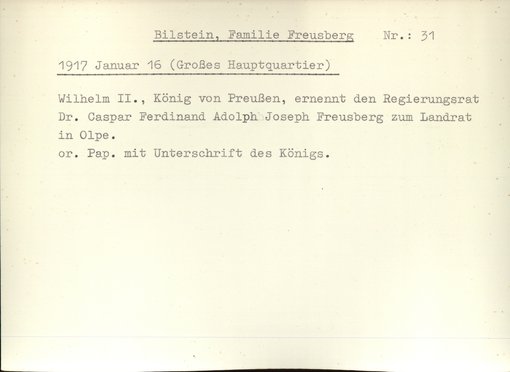 Bilstein, Familie Freusberg Nr.: 31
1917 Januar 16 (Großes Hauptquartier)
Wilhelm II., König von Preußen, ernennt den Regierungsrat
Dr. Caspar Ferdinand Adolph Joseph Freusberg zum Landrat
in Olpe.
or. Pap. mit Unterschrift des Königs.